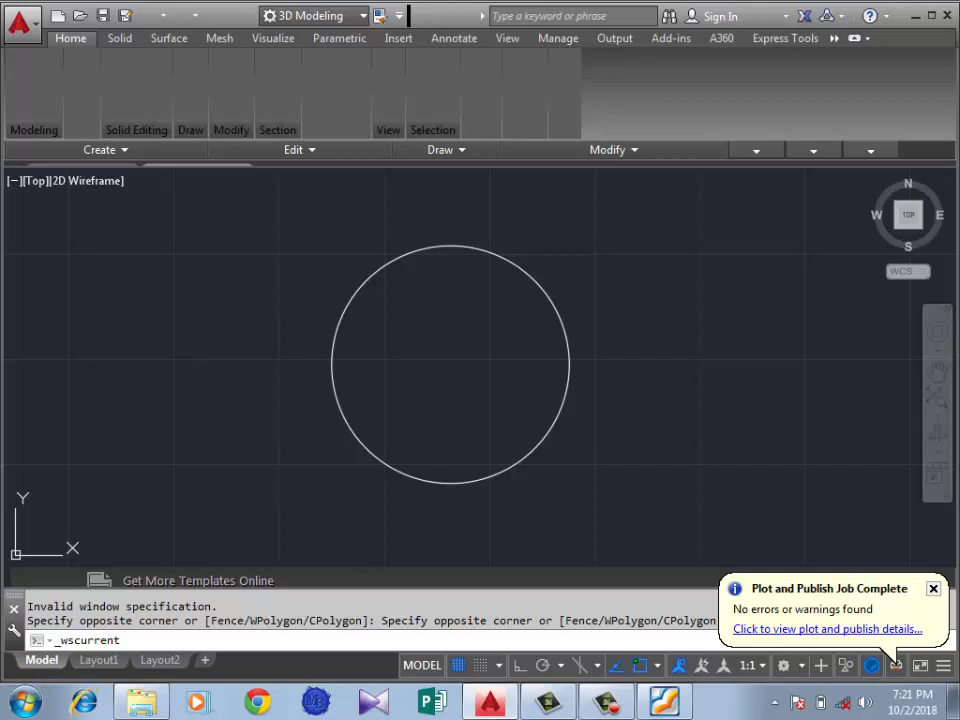 3D Modeling
Type a keyword or phrase
Sign In
Home Solid Surface Mesh Visualize Parametric Insert Annotate View Manage Output Add-ins A360 Express Tools
Modeling Solid Editing Draw Modify Section View Selection
Create Edit Draw Modify
[−][Top][2D Wireframe]
N
W TOP E
S
WCS
Y
X
Get More Templates Online
Invalid window specification.
Specify opposite corner or [Fence/WPolygon/CPolygon]: Specify opposite corner or [Fence/WPolygon/CPolygon
_wscurrent
Plot and Publish Job Complete
No errors or warnings found
Click to view plot and publish details...
Model Layout1 Layout2 +
MODEL 1:1
7:21 PM
10/2/2018